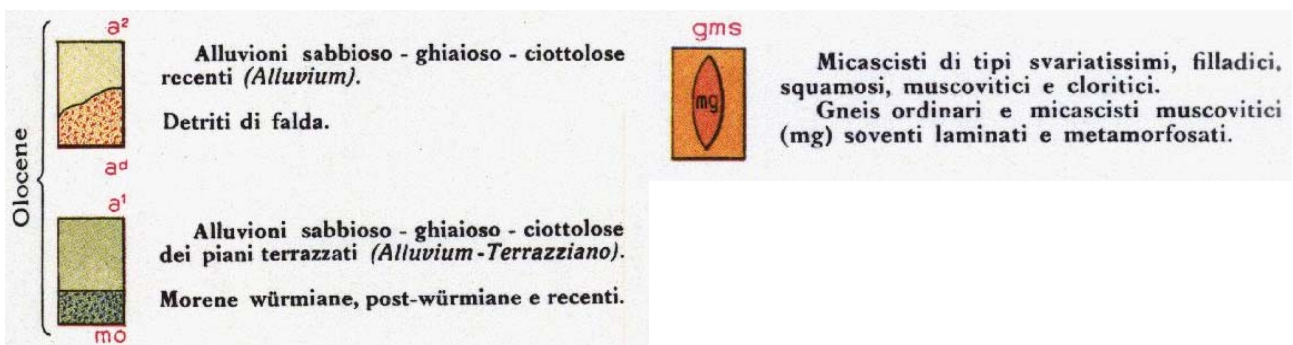 Olocene
a²
Alluvioni sabbioso - ghiaioso - ciottolose
recenti (Alluvium).
Detriti di falda.
aᵈ
a¹
Alluvioni sabbioso - ghiaioso - ciottolose
dei piani terrazzati (Alluvium - Terrazziano).
Morene würmiane, post-würmiane e recenti.
mo
gms
mg
Micascisti di tipi svariatissimi, filladici,
squamosi, muscovitici e cloritici.
Gneis ordinari e micascisti muscovitici
(mg) soventi laminati e metamorfosati.